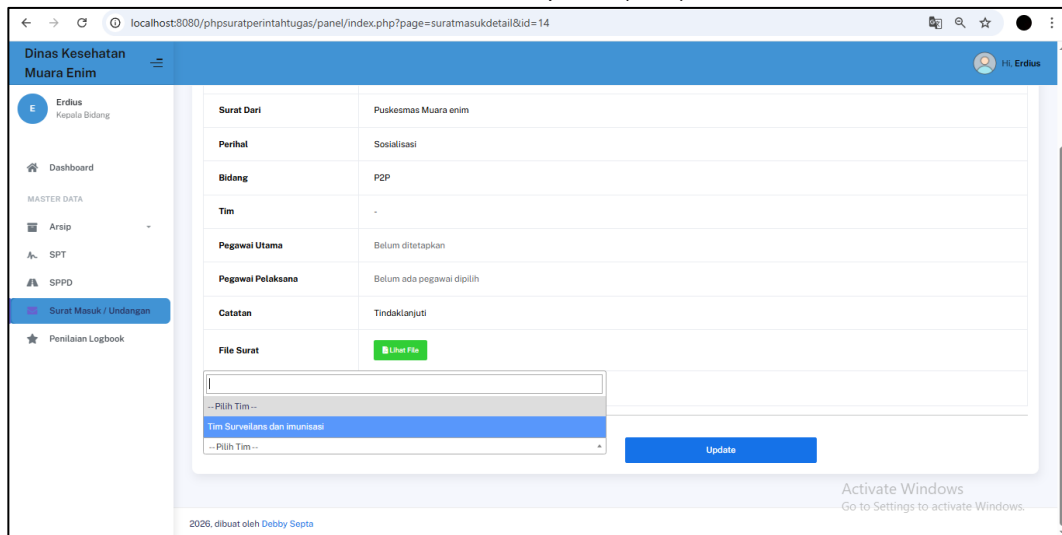 localhost:8080/phpsuratperintahtugas/panel/index.php?page=suratmasukdetail&id=14
Dinas Kesehatan
Muara Enim
Hi, Erdius
E
Erdius
Kepala Bidang
Dashboard
MASTER DATA
Arsip
SPT
SPPD
Surat Masuk / Undangan
Penilaian Logbook
Surat Dari Puskesmas Muara enim
Perihal Sosialisasi
Bidang P2P
Tim -
Pegawai Utama Belum ditetapkan
Pegawai Pelaksana Belum ada pegawai dipilih
Catatan Tindaklanjuti
File Surat Lihat File
-- Pilih Tim --
Tim Surveilans dan imunisasi
-- Pilih Tim --
Update
Activate Windows
Go to Settings to activate Windows.
2026, dibuat oleh Debby Septa